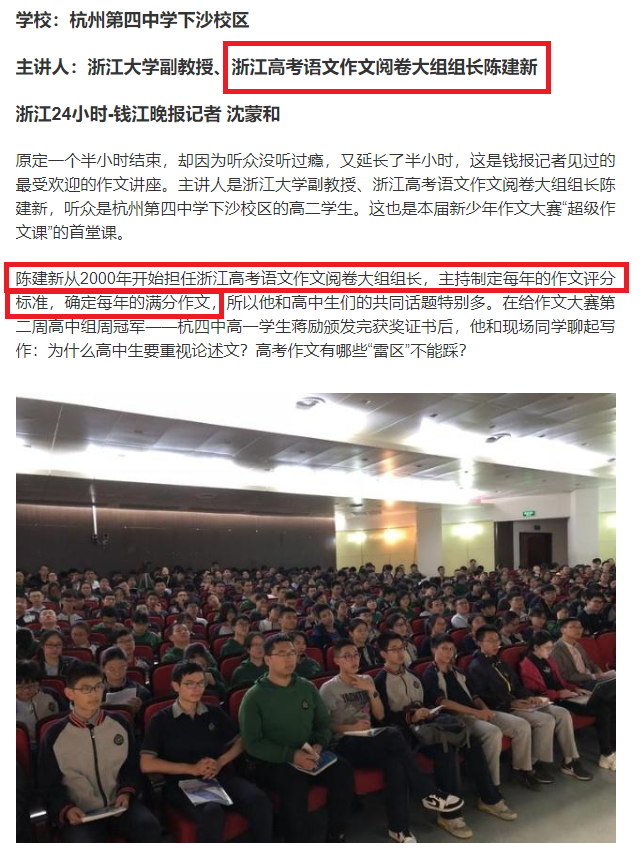 学校：杭州第四中学下沙校区
主讲人：浙江大学副教授、浙江高考语文作文阅卷大组组长陈建新
浙江24小时-钱江晚报记者 沈蒙和
原定一个半小时结束，却因为听众没听过瘾，又延长了半小时，这是钱报记者见过的
最受欢迎的作文讲座。主讲人是浙江大学副教授、浙江高考语文作文阅卷大组组长陈
建新，听众是杭州第四中学下沙校区的高二学生。这也是本届新少年作文大赛“超级作
文课”的首堂课。
陈建新从2000年开始担任浙江高考语文作文阅卷大组组长，主持制定每年的作文评分
标准，确定每年的满分作文，所以他和高中生们的共同话题特别多。在给作文大赛第
二周高中组周冠军——杭四中高一学生蒋励颁发完获奖证书后，他和现场同学聊起写
作：为什么高中生要重视论述文？高考作文有哪些“雷区”不能踩？